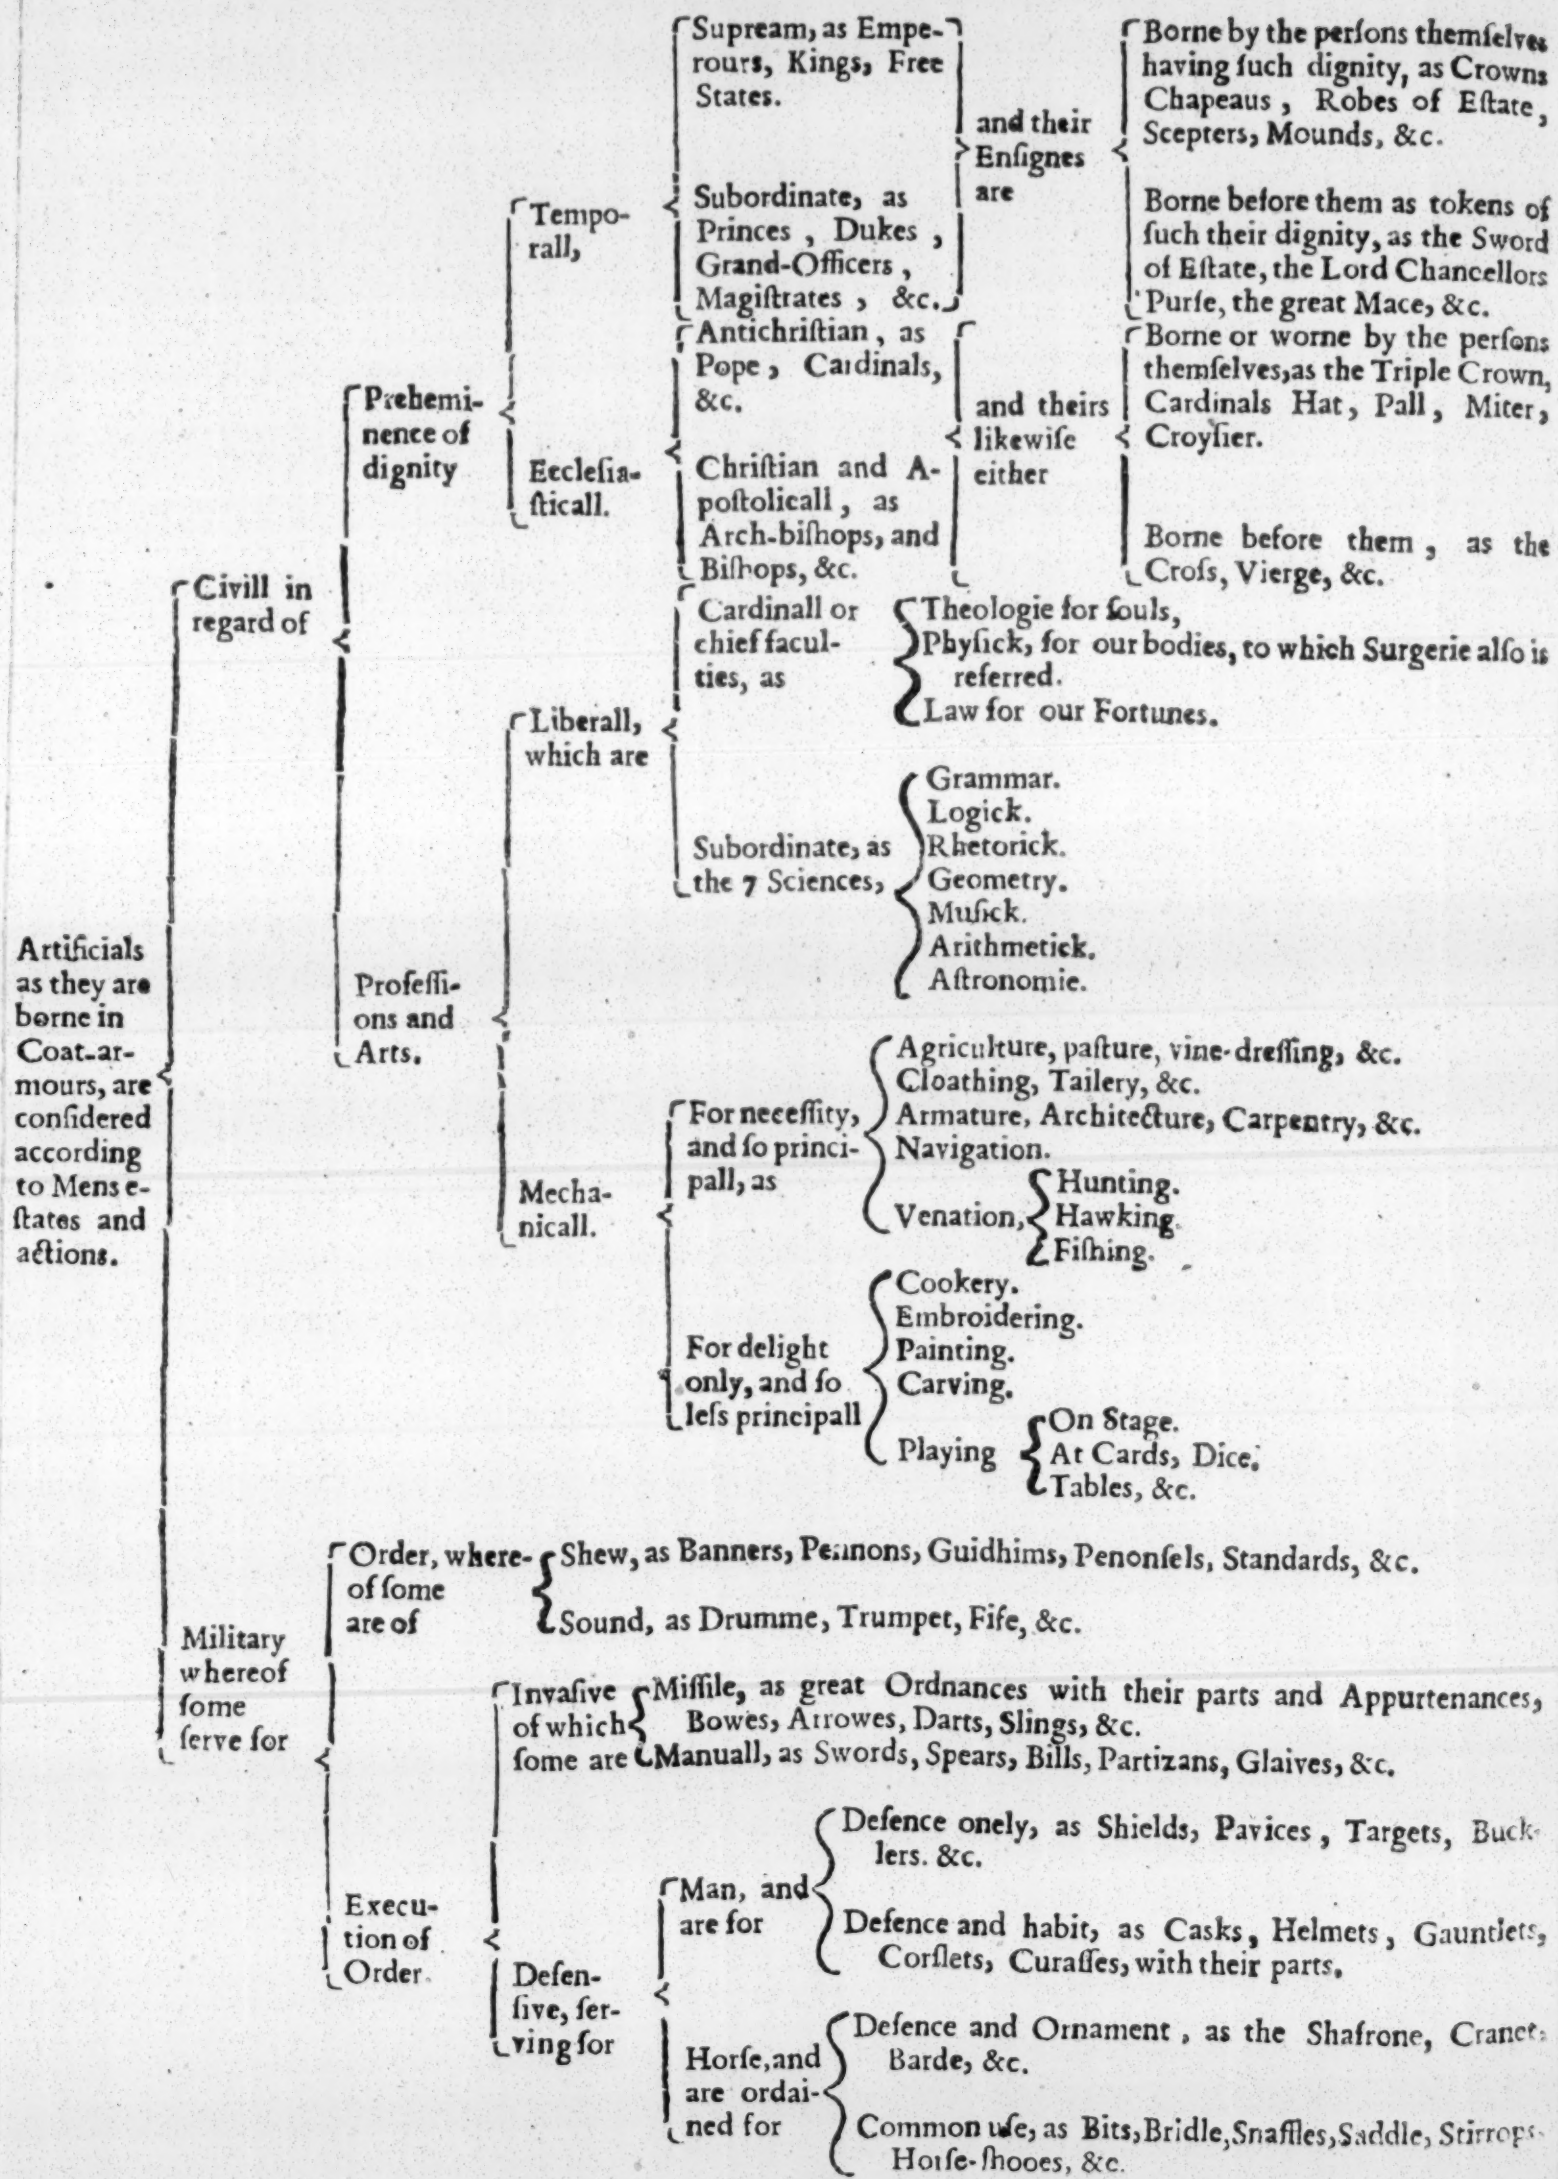 Artificials
as they are
borne in
Coat-ar-
mours, are
conſidered
according
to Mens e-
ſtates and
actions.
Civill in
regard of
Prehemi-
nence of
dignity
Tempo-
rall,
Supream, as Empe-
rours, Kings, Free
States.
Subordinate, as
Princes, Dukes,
Grand-Officers,
Magiſtrates, &c.
and their
Enſignes
are
Borne by the perſons themſelves
having ſuch dignity, as Crowns
Chapeaus, Robes of Eſtate,
Scepters, Mounds, &c.
Borne before them as tokens of
ſuch their dignity, as the Sword
of Eſtate, the Lord Chancellors
Purſe, the great Mace, &c.
Eccleſia-
ſticall.
Antichriſtian, as
Pope, Cardinals,
&c.
Chriſtian and A-
poſtolicall, as
Arch-biſhops, and
Biſhops, &c.
and theirs
likewiſe
either
Borne or worne by the perſons
themſelves, as the Triple Crown,
Cardinals Hat, Pall, Miter,
Croyſier.
Borne before them, as the
Croſs, Vierge, &c.
Profeſſi-
ons and
Arts.
Liberall,
which are
Cardinall or
chief facul-
ties, as
Theologie for ſouls,
Phyſick, for our bodies, to which Surgerie alſo is
referred.
Law for our Fortunes.
Subordinate, as
the 7 Sciences,
Grammar.
Logick.
Rhetorick.
Geometry.
Muſick.
Arithmetick.
Aſtronomie.
Mecha-
nicall.
For neceſſity,
and ſo princi-
pall, as
Agriculture, paſture, vine-dreſſing, &c.
Cloathing, Tailery, &c.
Armature, Architecture, Carpentry, &c.
Navigation.
Venation,
Hunting.
Hawking.
Fiſhing.
For delight
only, and ſo
leſs principall
Cookery.
Embroidering.
Painting.
Carving.
Playing
On Stage.
At Cards, Dice.
Tables, &c.
Military
whereof
ſome
ſerve for
Order, where-
of ſome
are of
Shew, as Banners, Pennons, Guidhims, Penonſels, Standards, &c.
Sound, as Drumme, Trumpet, Fife, &c.
Execu-
tion of
Order.
Invaſive
of which
ſome are
Miſſile, as great Ordnances with their parts and Appurtenances,
Bowes, Arrowes, Darts, Slings, &c.
Manuall, as Swords, Spears, Bills, Partizans, Glaives, &c.
Defen-
ſive, ſer-
ving for
Man, and
are for
Defence onely, as Shields, Pavices, Targets, Buck-
lers. &c.
Defence and habit, as Casks, Helmets, Gauntlets,
Corſlets, Curaſſes, with their parts.
Horſe, and
are ordai-
ned for
Defence and Ornament, as the Shafrone, Cranet,
Barde, &c.
Common uſe, as Bits, Bridle, Snaffles, Saddle, Stirrops
Horſe-ſhooes, &c.